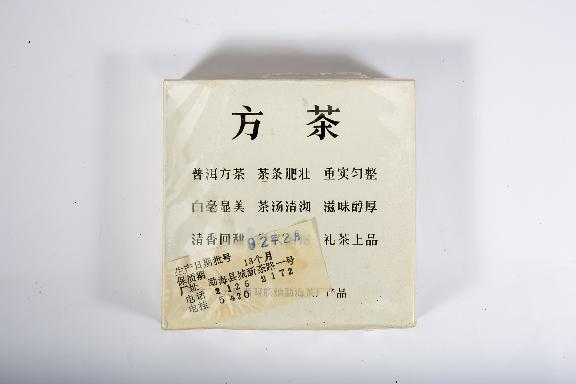 方 茶
普洱方茶 茶条肥壮 重实匀整
白毫显美 茶汤清沏 滋味醇厚
清香回甜 礼茶上品
92年2月
生产日期批号
保质期 18个月
厂址 勐海县城新茶路一号
电话 2126 2172
电挂 5420
勐海茶厂产品